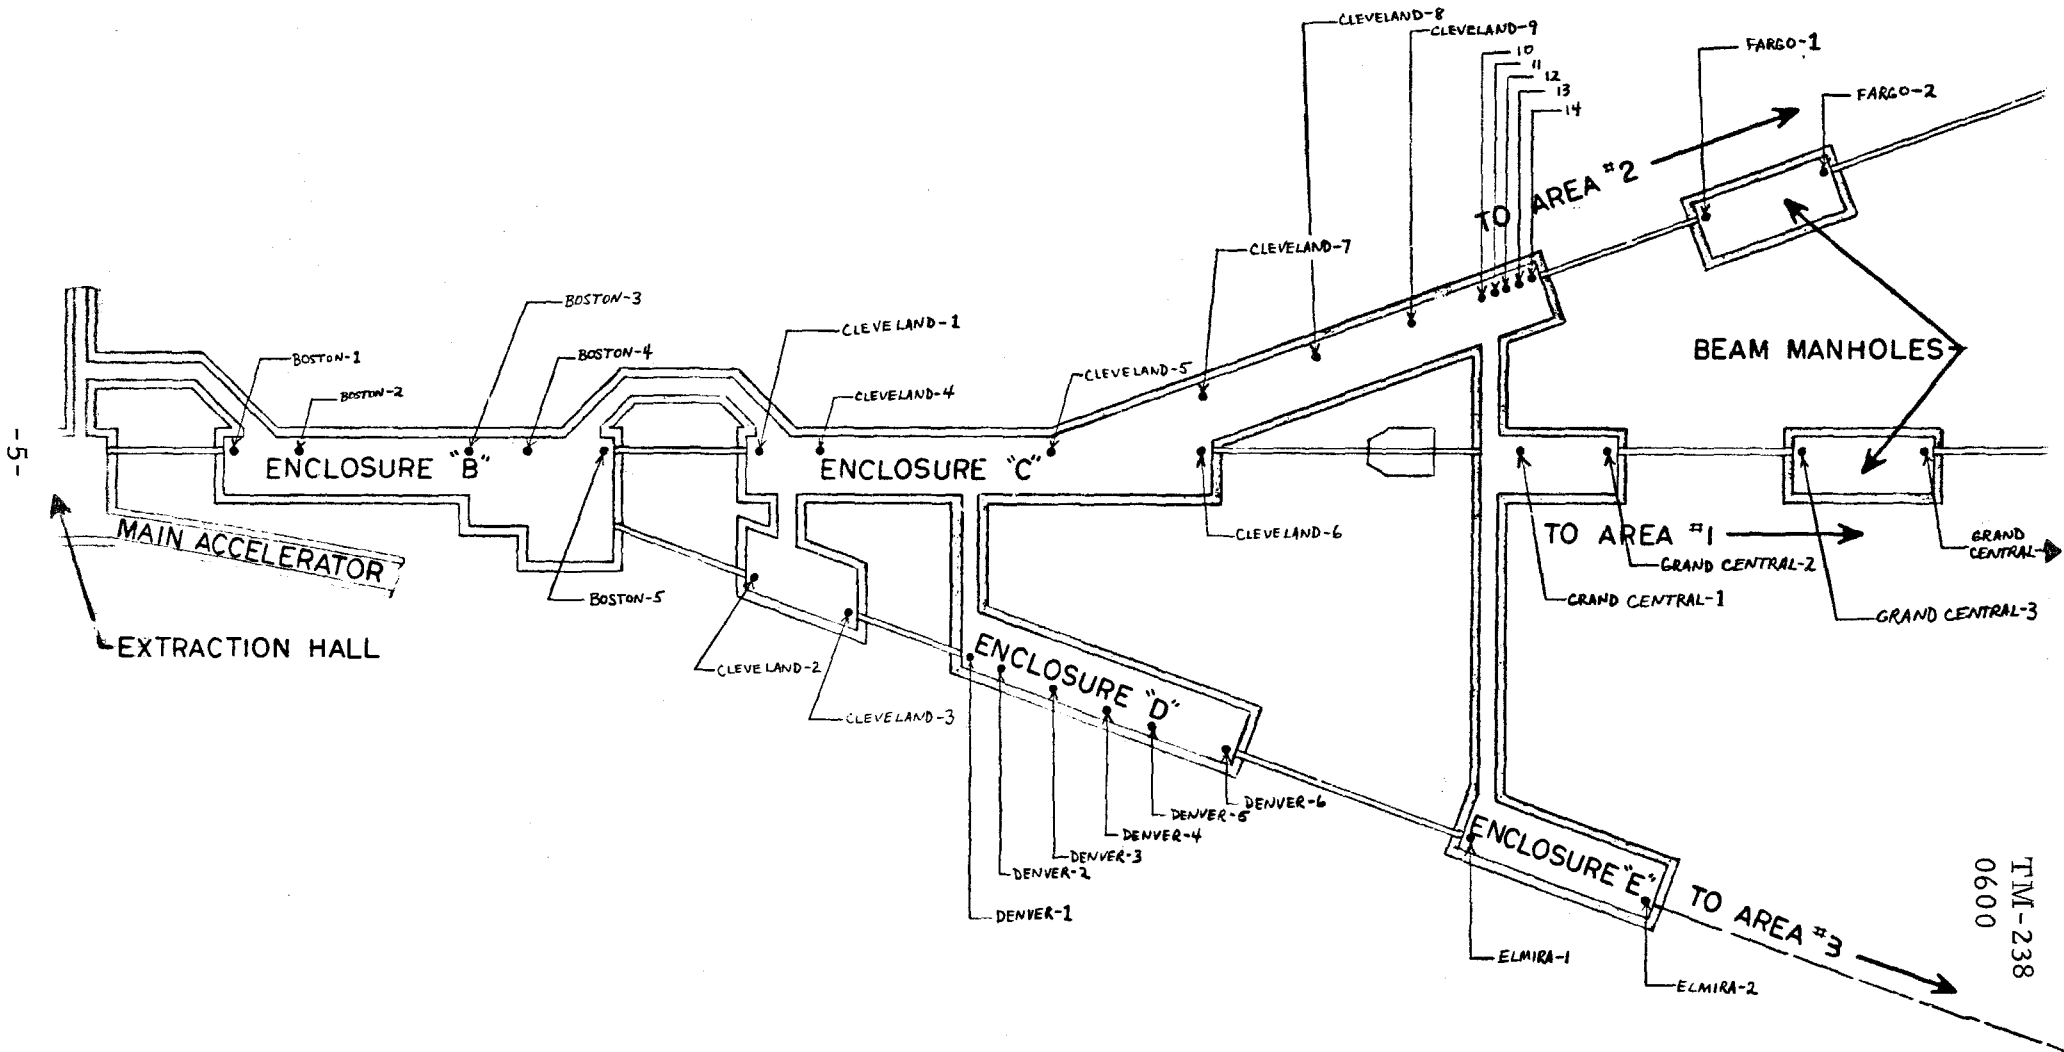 CLEVELAND-8
CLEVELAND-9
10
11
12
13
14
FARGO-1
FARGO-2
TO AREA #2
CLEVELAND-7
BOSTON-3
CLEVELAND-1
BOSTON-1
BOSTON-4
BOSTON-2
CLEVELAND-4
CLEVELAND-5
BEAM MANHOLES
-5-
ENCLOSURE "B"
ENCLOSURE "C"
CLEVELAND-6
TO AREA #1
GRAND
CENTRAL-
GRAND CENTRAL-2
MAIN ACCELERATOR
BOSTON-5
GRAND CENTRAL-1
GRAND CENTRAL-3
EXTRACTION HALL
CLEVELAND-2
CLEVELAND-3
ENCLOSURE "D"
DENVER-6
DENVER-5
DENVER-4
DENVER-3
DENVER-2
DENVER-1
ENCLOSURE "E"
TO AREA #3
ELMIRA-1
ELMIRA-2
TM-238
0600